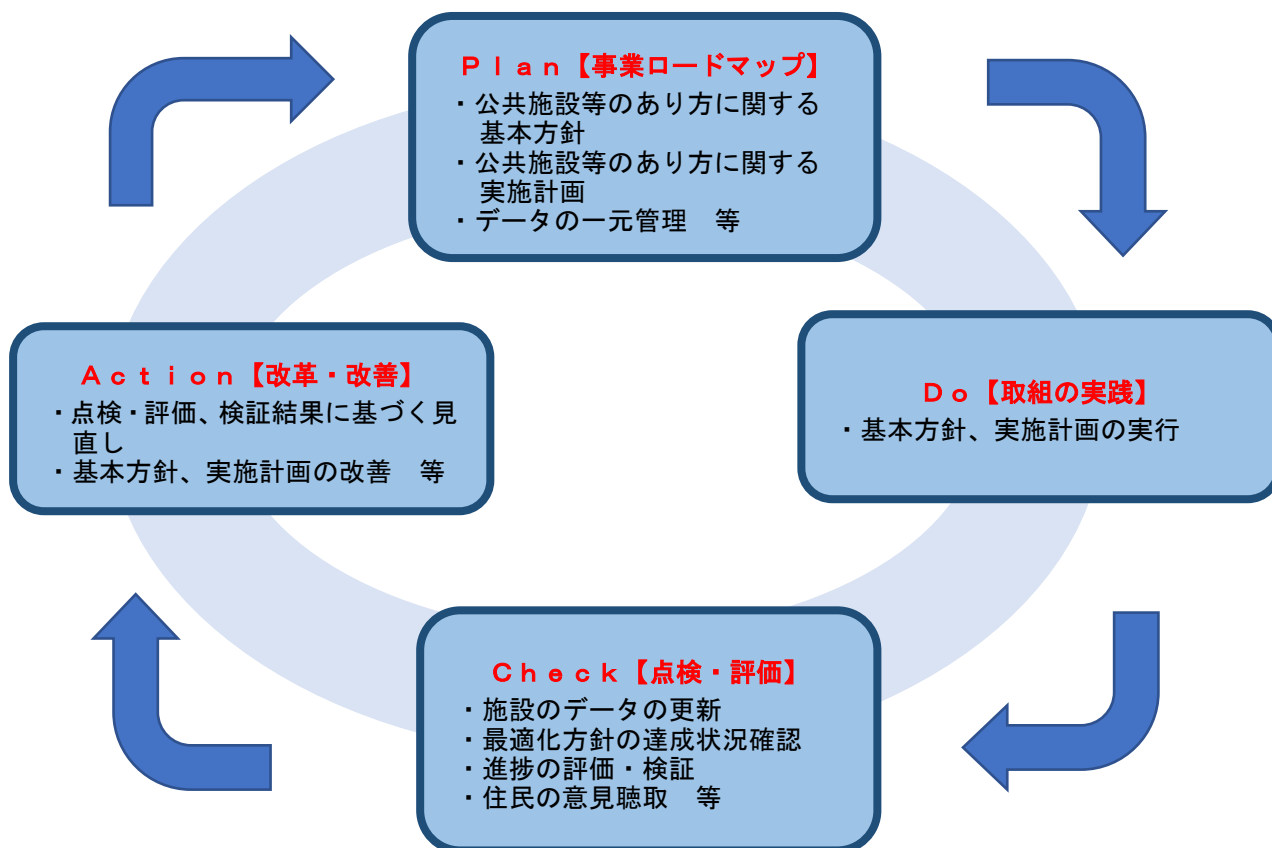 Ｐｌａｎ【事業ロードマップ】
・公共施設等のあり方に関する
基本方針
・公共施設等のあり方に関する
実施計画
・データの一元管理　等
Ａｃｔｉｏｎ【改革・改善】
・点検・評価、検証結果に基づく見
直し
・基本方針、実施計画の改善　等
Ｄｏ【取組の実践】
・基本方針、実施計画の実行
Ｃｈｅｃｋ【点検・評価】
・施設のデータの更新
・最適化方針の達成状況確認
・進捗の評価・検証
・住民の意見聴取　等